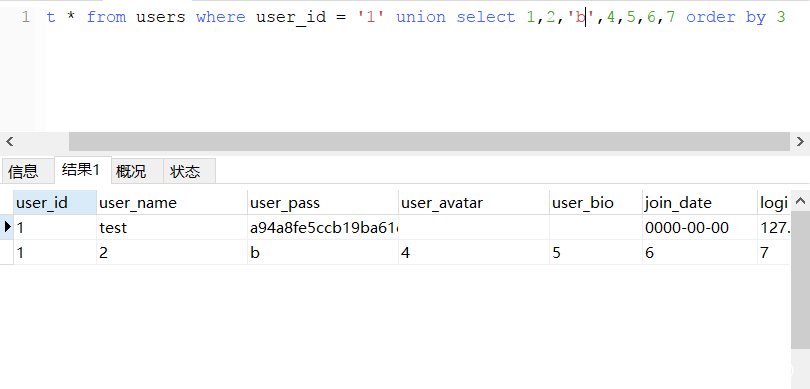 1 t * from users where user_id = '1' union select 1,2,'b',4,5,6,7 order by 3
信息 结果1 概况 状态
user_id user_name user_pass user_avatar user_bio join_date logi
1 test a94a8fe5ccb19ba61 0000-00-00 127.
1 2 b 4 5 6 7